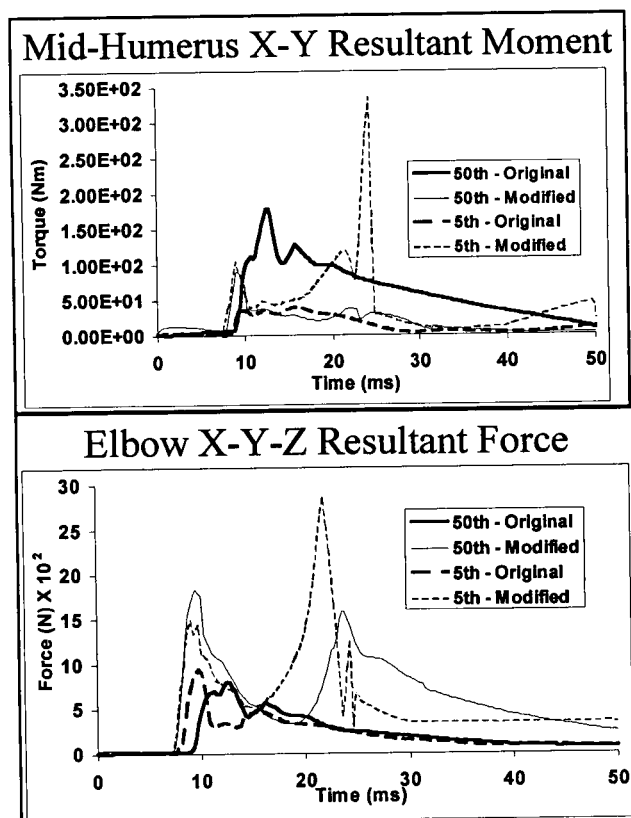 Mid-Humerus X-Y Resultant Moment
3.50E+02
3.00E+02
2.50E+02
2.00E+02
1.50E+02
1.00E+02
5.00E+01
0.00E+00
Torque (Nm)
50th - Original
50th - Modified
5th - Original
5th - Modified
0 10 20 30 40 50
Time (ms)
Elbow X-Y-Z Resultant Force
30
25
20
15
10
5
0
Force (N) X 10²
50th - Original
50th - Modified
5th - Original
5th - Modified
0 10 20 30 40 50
Time (ms)